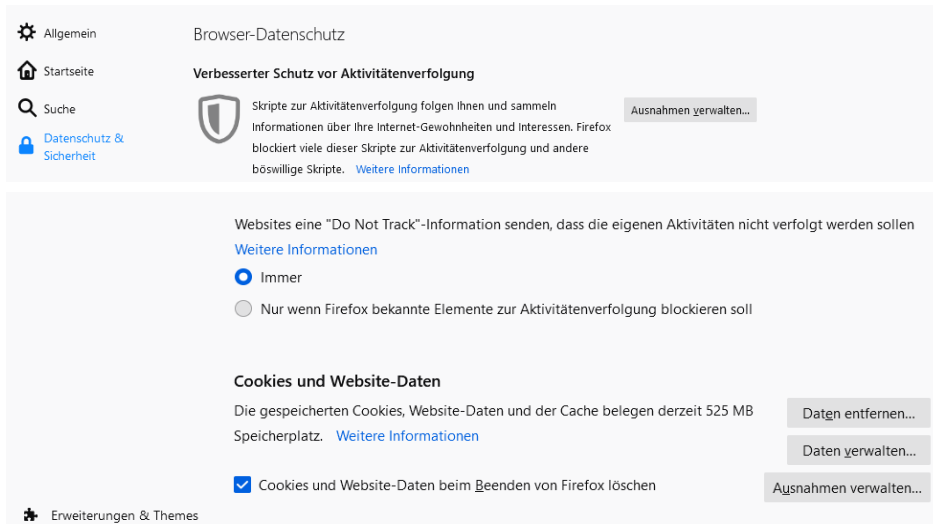 Allgemein
Startseite
Suche
Datenschutz &
Sicherheit
Browser-Datenschutz
Verbesserter Schutz vor Aktivitätenverfolgung
Skripte zur Aktivitätenverfolgung folgen Ihnen und sammeln
Informationen über Ihre Internet-Gewohnheiten und Interessen. Firefox
blockiert viele dieser Skripte zur Aktivitätenverfolgung und andere
böswillige Skripte. Weitere Informationen
Ausnahmen verwalten...
Websites eine "Do Not Track"-Information senden, dass die eigenen Aktivitäten nicht verfolgt werden sollen
Weitere Informationen
Immer
Nur wenn Firefox bekannte Elemente zur Aktivitätenverfolgung blockieren soll
Cookies und Website-Daten
Die gespeicherten Cookies, Website-Daten und der Cache belegen derzeit 525 MB
Speicherplatz. Weitere Informationen
Daten entfernen...
Daten verwalten...
Cookies und Website-Daten beim Beenden von Firefox löschen
Ausnahmen verwalten...
Erweiterungen & Themes